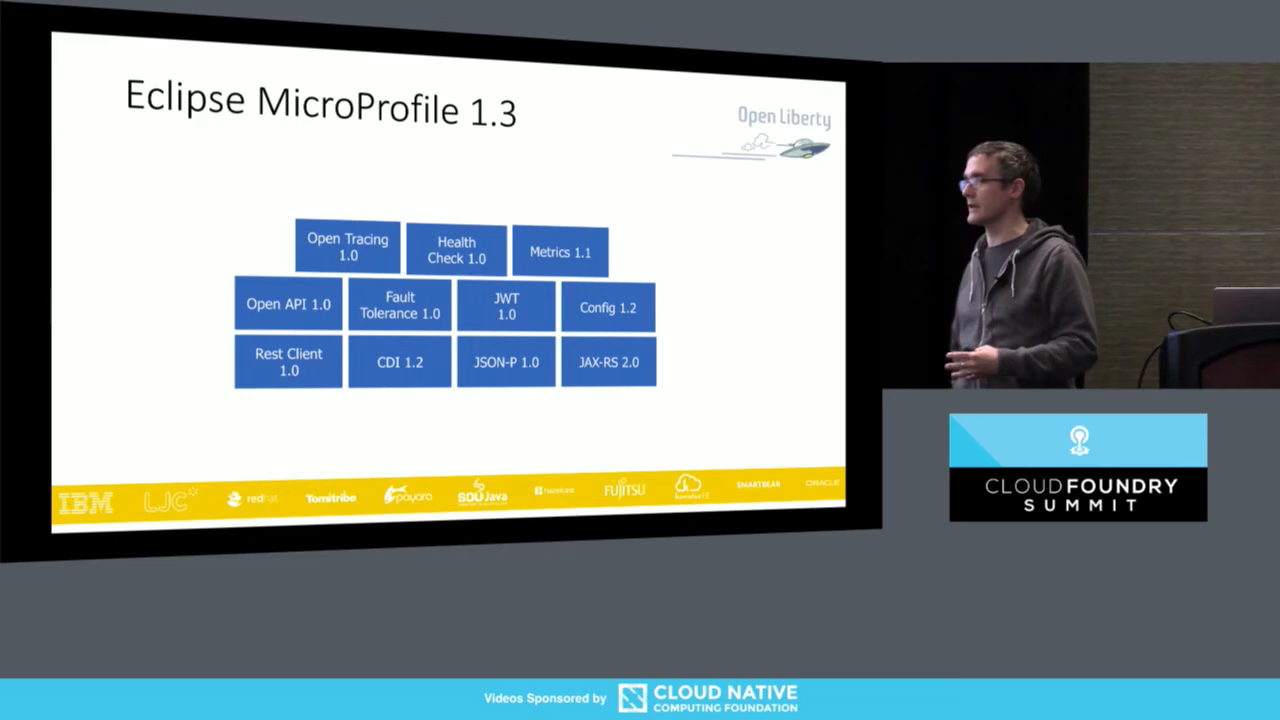 Eclipse MicroProfile 1.3
Open Liberty
Open Tracing
1.0
Health
Check 1.0
Metrics 1.1
Open API 1.0
Fault
Tolerance 1.0
JWT
1.0
Config 1.2
Rest Client
1.0
CDI 1.2
JSON-P 1.0
JAX-RS 2.0
IBM
LJC
redhat
Tomitribe
payara
SOUJava
hazelcast
FUJITSU
SMARTBEAR
ORACLE
CLOUD FOUNDRY
SUMMIT
Videos Sponsored by
CLOUD NATIVE
COMPUTING FOUNDATION